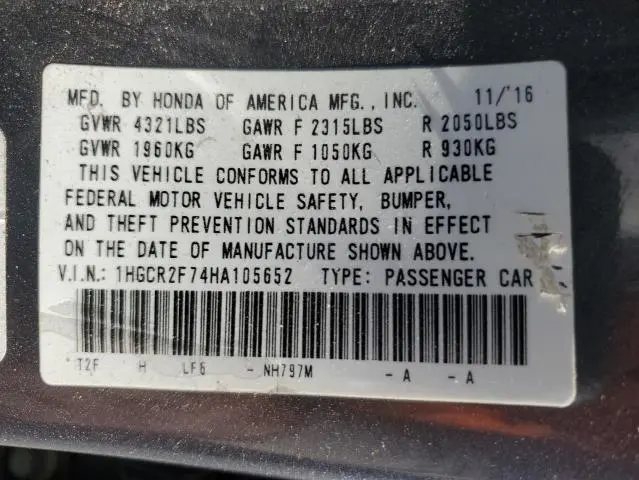 MFD. BY HONDA OF AMERICA MFG., INC. 11/'16
GVWR 4321LBS GAWR F 2315LBS R 2050LBS
GVWR 1960KG GAWR F 1050KG R 930KG
THIS VEHICLE CONFORMS TO ALL APPLICABLE
FEDERAL MOTOR VEHICLE SAFETY, BUMPER,
AND THEFT PREVENTION STANDARDS IN EFFECT
ON THE DATE OF MANUFACTURE SHOWN ABOVE.
V.I.N.: 1HGCR2F74HA105652 TYPE: PASSENGER CAR
* T2F H LF6 - NH797M - A - A